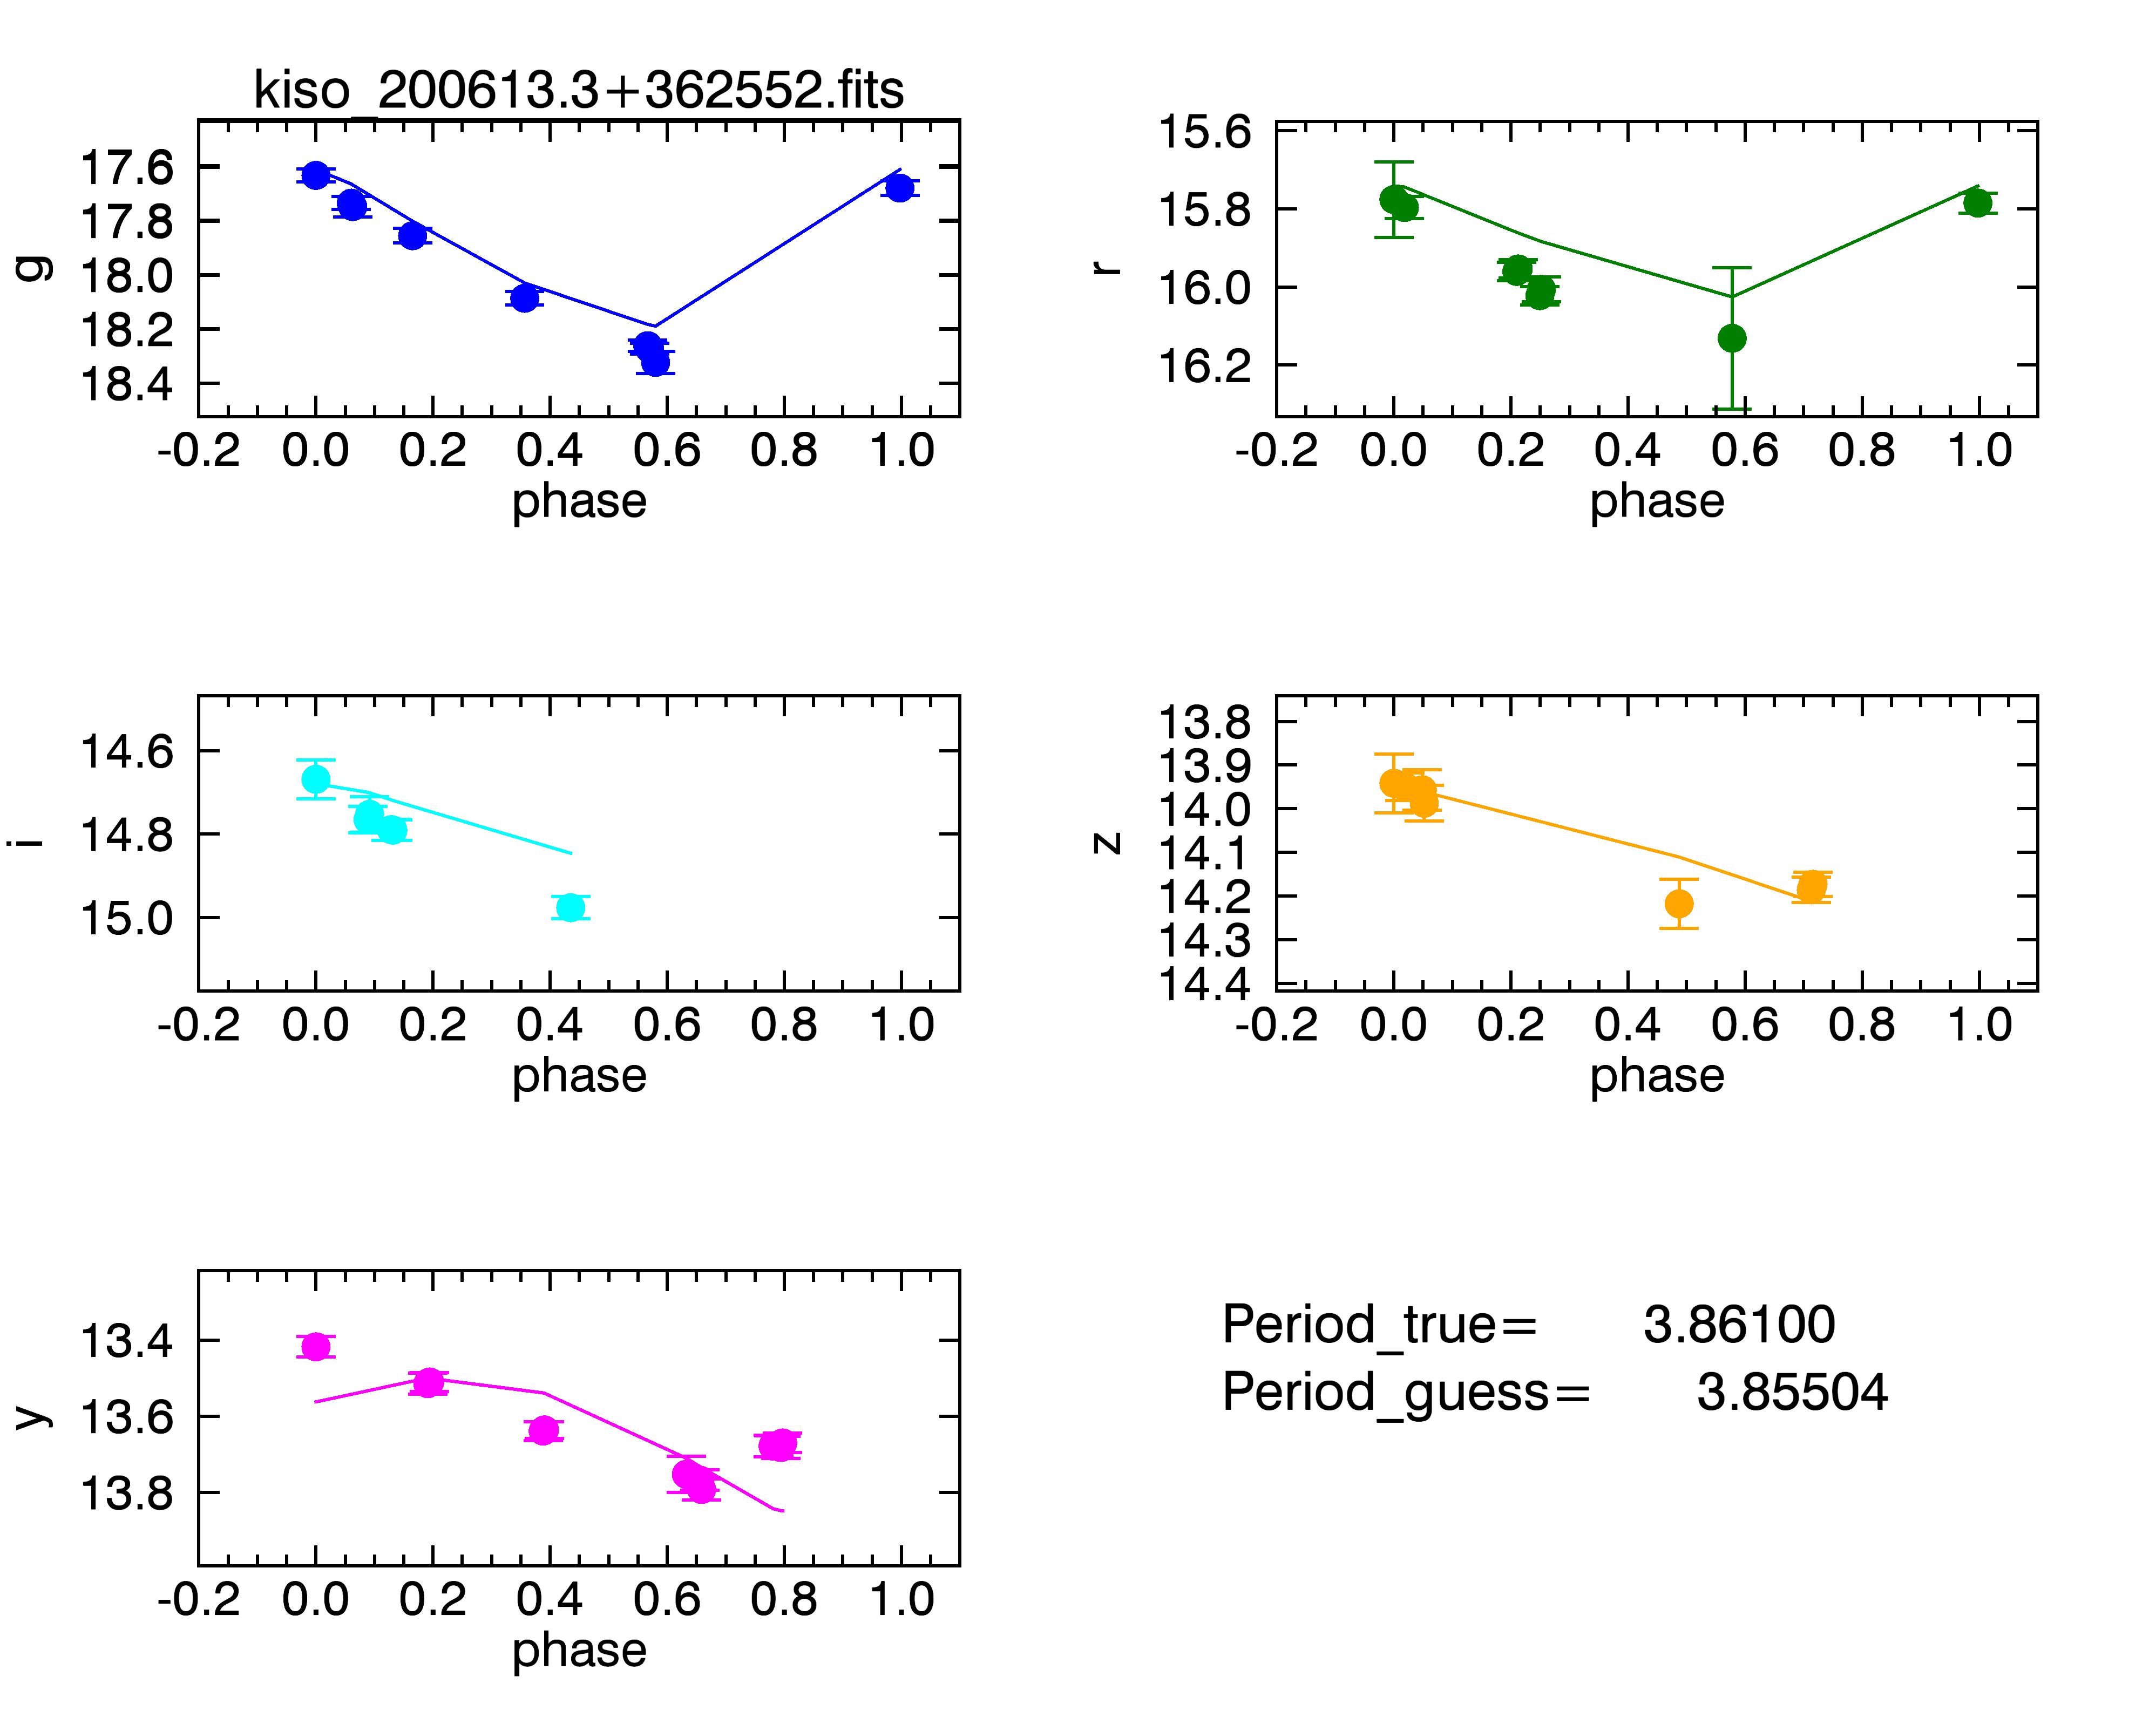 kiso_200613.3+362552.fits
17.6
17.8
18.0
18.2
18.4
g
-0.2 0.0 0.2 0.4 0.6 0.8 1.0
phase
15.6
15.8
16.0
16.2
r
-0.2 0.0 0.2 0.4 0.6 0.8 1.0
phase
14.6
14.8
15.0
i
-0.2 0.0 0.2 0.4 0.6 0.8 1.0
phase
13.8
13.9
14.0
14.1
14.2
14.3
14.4
z
-0.2 0.0 0.2 0.4 0.6 0.8 1.0
phase
13.4
13.6
13.8
y
-0.2 0.0 0.2 0.4 0.6 0.8 1.0
phase
Period_true= 3.86100
Period_guess= 3.85504